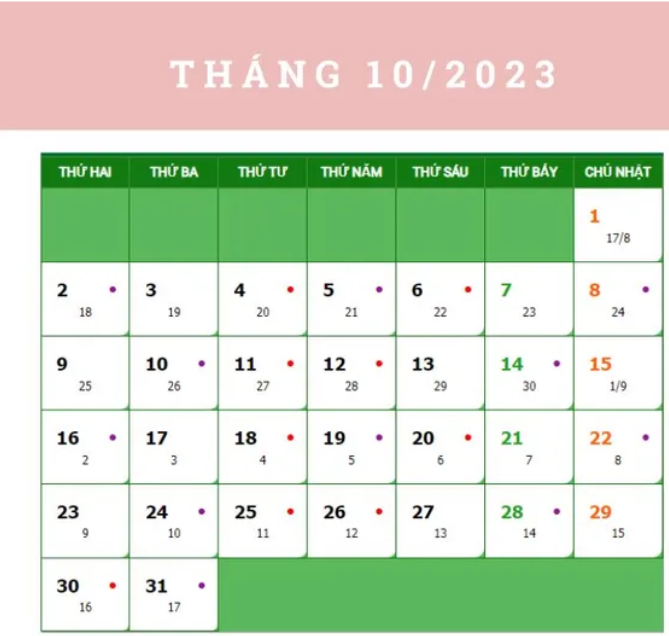 THÁNG 10/2023
THỨ HAI THỨ BA THỨ TƯ THỨ NĂM THỨ SÁU THỨ BẢY CHỦ NHẬT
1
17/8
2 3 4 5 6 7 8
18 19 20 21 22 23 24
9 10 11 12 13 14 15
25 26 27 28 29 30 1/9
16 17 18 19 20 21 22
2 3 4 5 6 7 8
23 24 25 26 27 28 29
9 10 11 12 13 14 15
30 31
16 17